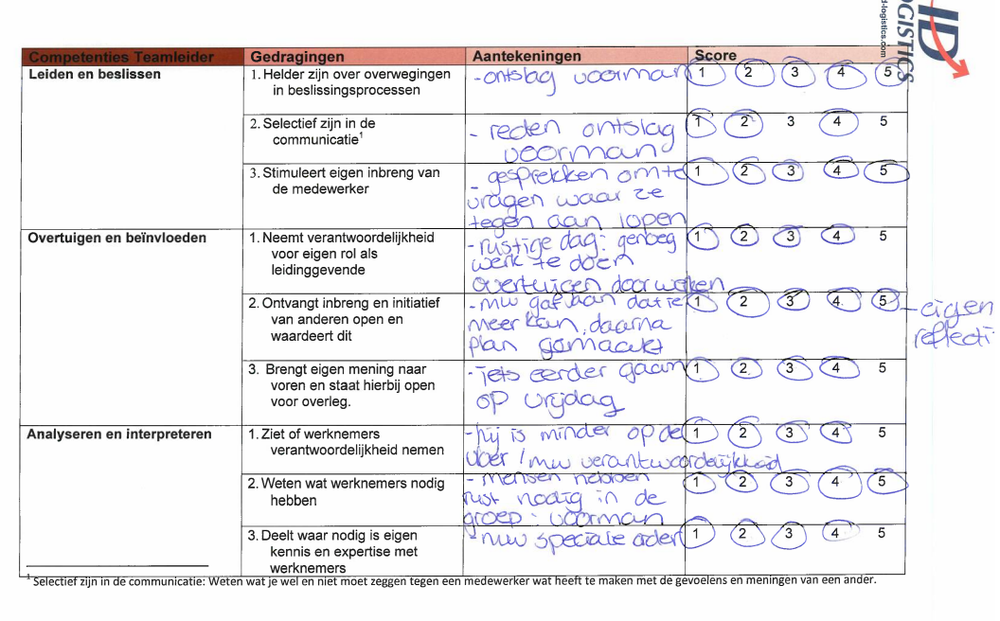 d-logistics.com
GISTICS
ID
Competenties Teamleider Gedragingen Aantekeningen Score
Leiden en beslissen 1. Helder zijn over overwegingen - ontslag voorman 1 2 3 4 5
in beslissingsprocessen
2. Selectief zijn in de - reden ontslag 1 2 3 4 5
communicatie¹ voorman
3. Stimuleert eigen inbreng van - gesprekken om te 1 2 3 4 5
de medewerker vragen waar ze
tegen aan lopen
Overtuigen en beïnvloeden 1. Neemt verantwoordelijkheid - rustige dag: genoeg 1 2 3 4 5
voor eigen rol als werk te doen
leidinggevende overtuigen door werken
2. Ontvangt inbreng en initiatief - mw gaf aan dat ie 1 2 3 4 5 - eigen
van anderen open en meer kan, daarna reflecti
waardeert dit plan gemaakt
3. Brengt eigen mening naar - iets eerder gaan 1 2 3 4 5
voren en staat hierbij open op vrijdag
voor overleg.
Analyseren en interpreteren 1. Ziet of werknemers - hij is minder op de 1 2 3 4 5
verantwoordelijkheid nemen vloer / mw verantwoordelijkheid
2. Weten wat werknemers nodig - mensen hebben 1 2 3 4 5
hebben rust nodig in de
groep: voorman
3. Deelt waar nodig is eigen - mw speciale order 1 2 3 4 5
kennis en expertise met
werknemers
¹ Selectief zijn in de communicatie: Weten wat je wel en niet moet zeggen tegen een medewerker wat heeft te maken met de gevoelens en meningen van een ander.